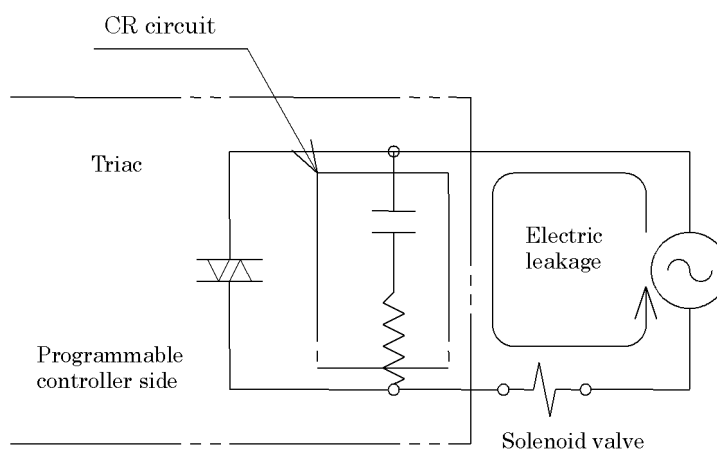 CR circuit
Triac
Electric
leakage
Programmable
controller side
Solenoid valve